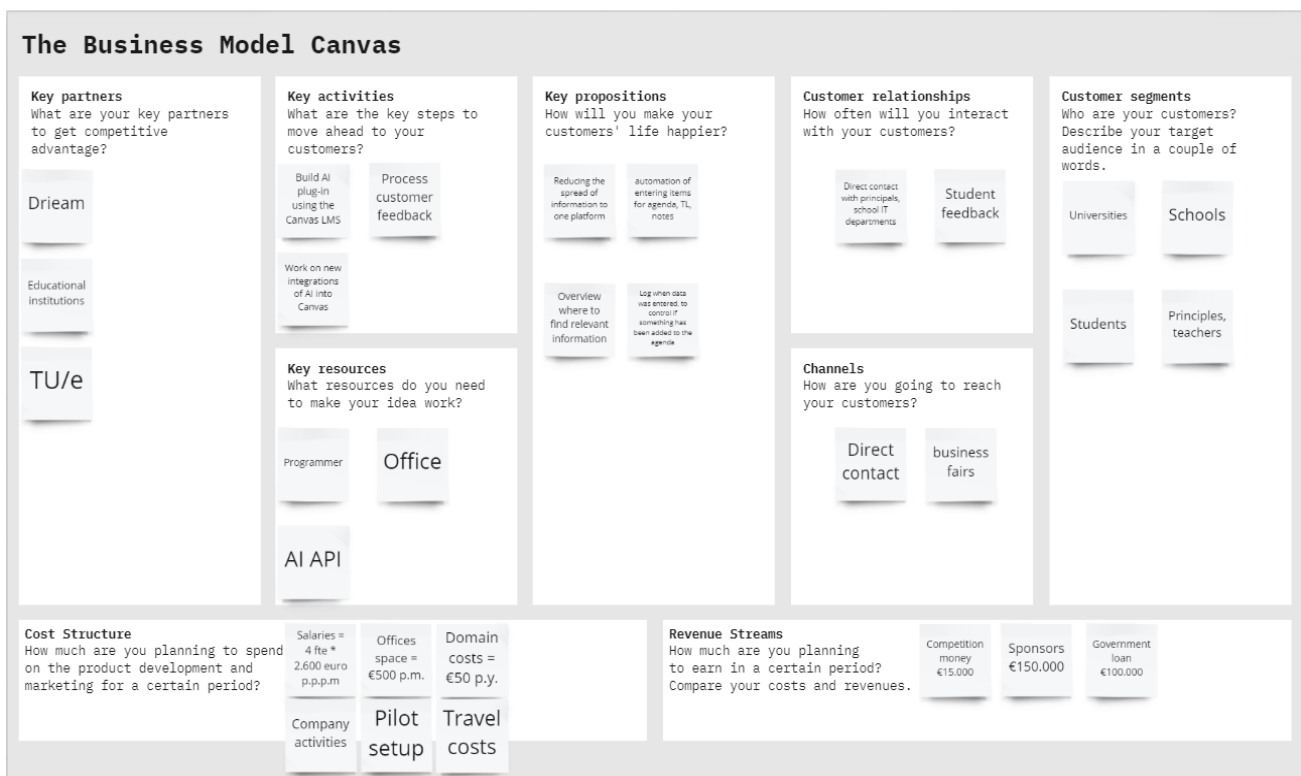 The Business Model Canvas
Key partners
What are your key partners
to get competitive
advantage?
Drieam
Educational
institutions
TU/e
Key activities
What are the key steps to
move ahead to your
customers?
Build AI
plug-in
using the
Canvas LMS
Process
customer
feedback
Work on new
integrations
of AI into
Canvas
Key resources
What resources do you need
to make your idea work?
Programmer
Office
AI API
Key propositions
How will you make your
customers' life happier?
Reducing the
spread of
information to
one platform
automation of
entering items
for agenda, TL,
notes
Overview
where to
find relevant
information
Log when data
was entered, to
control if
something has
been added to the
agenda
Customer relationships
How often will you interact
with your customers?
Direct contact
with principals,
school IT
departments
Student
feedback
Channels
How are you going to reach
your customers?
Direct
contact
business
fairs
Customer segments
Who are your customers?
Describe your target
audience in a couple of
words.
Universities
Schools
Students
Principles,
teachers
Cost Structure
How much are you planning to spend
on the product development and
marketing for a certain period?
Salaries =
4 fte *
2.600 euro
p.p.p.m
Offices
space =
€500 p.m.
Domain
costs =
€50 p.y.
Company
activities
Pilot
setup
Travel
costs
Revenue Streams
How much are you planning
to earn in a certain period?
Compare your costs and revenues.
Competition
money
€15.000
Sponsors
€150.000
Government
loan
€100.000